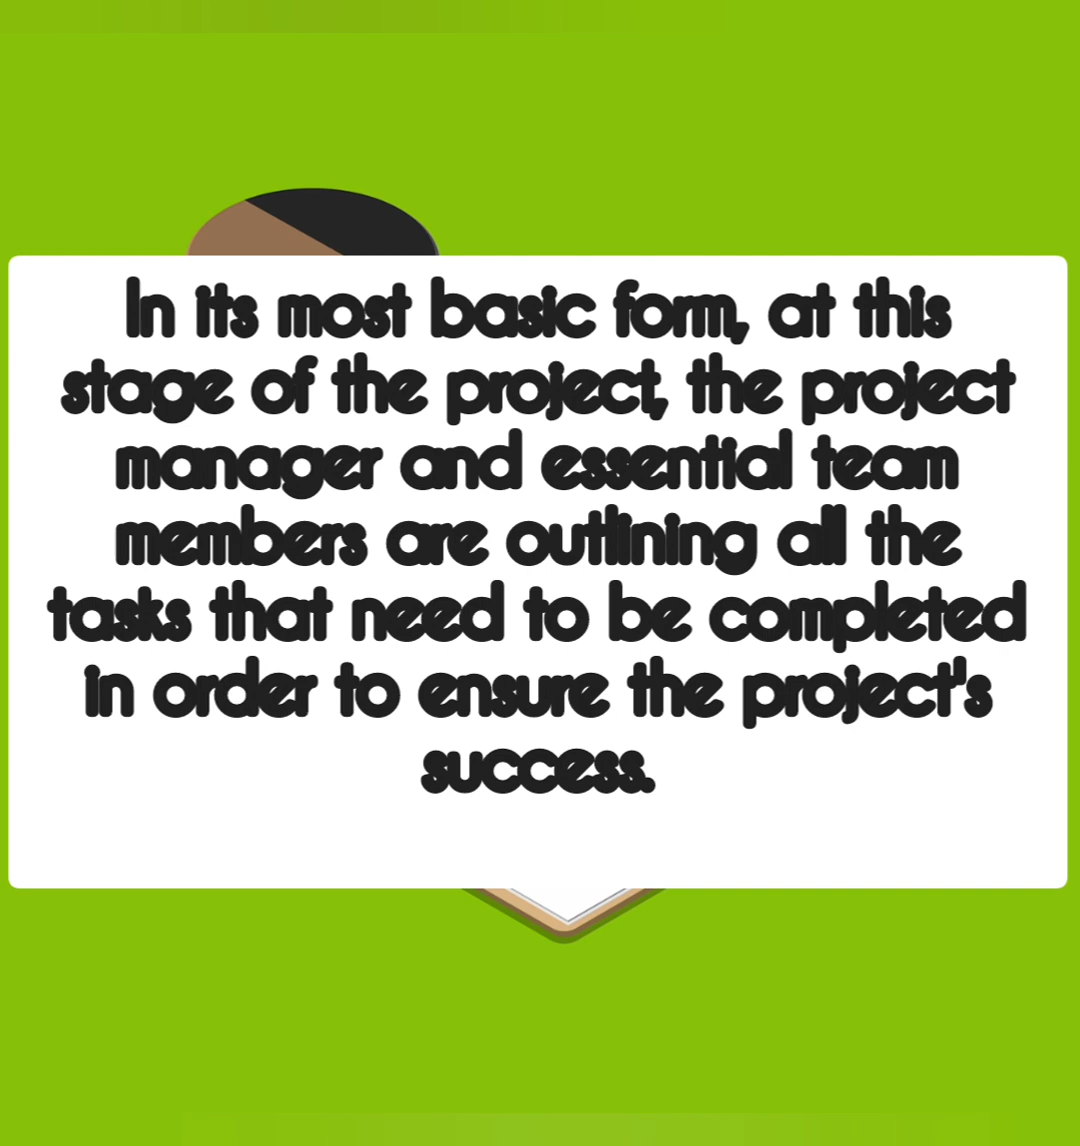 In its most basic form, at this
stage of the project, the project
manager and essential team
members are outlining all the
tasks that need to be completed
in order to ensure the project's
success.